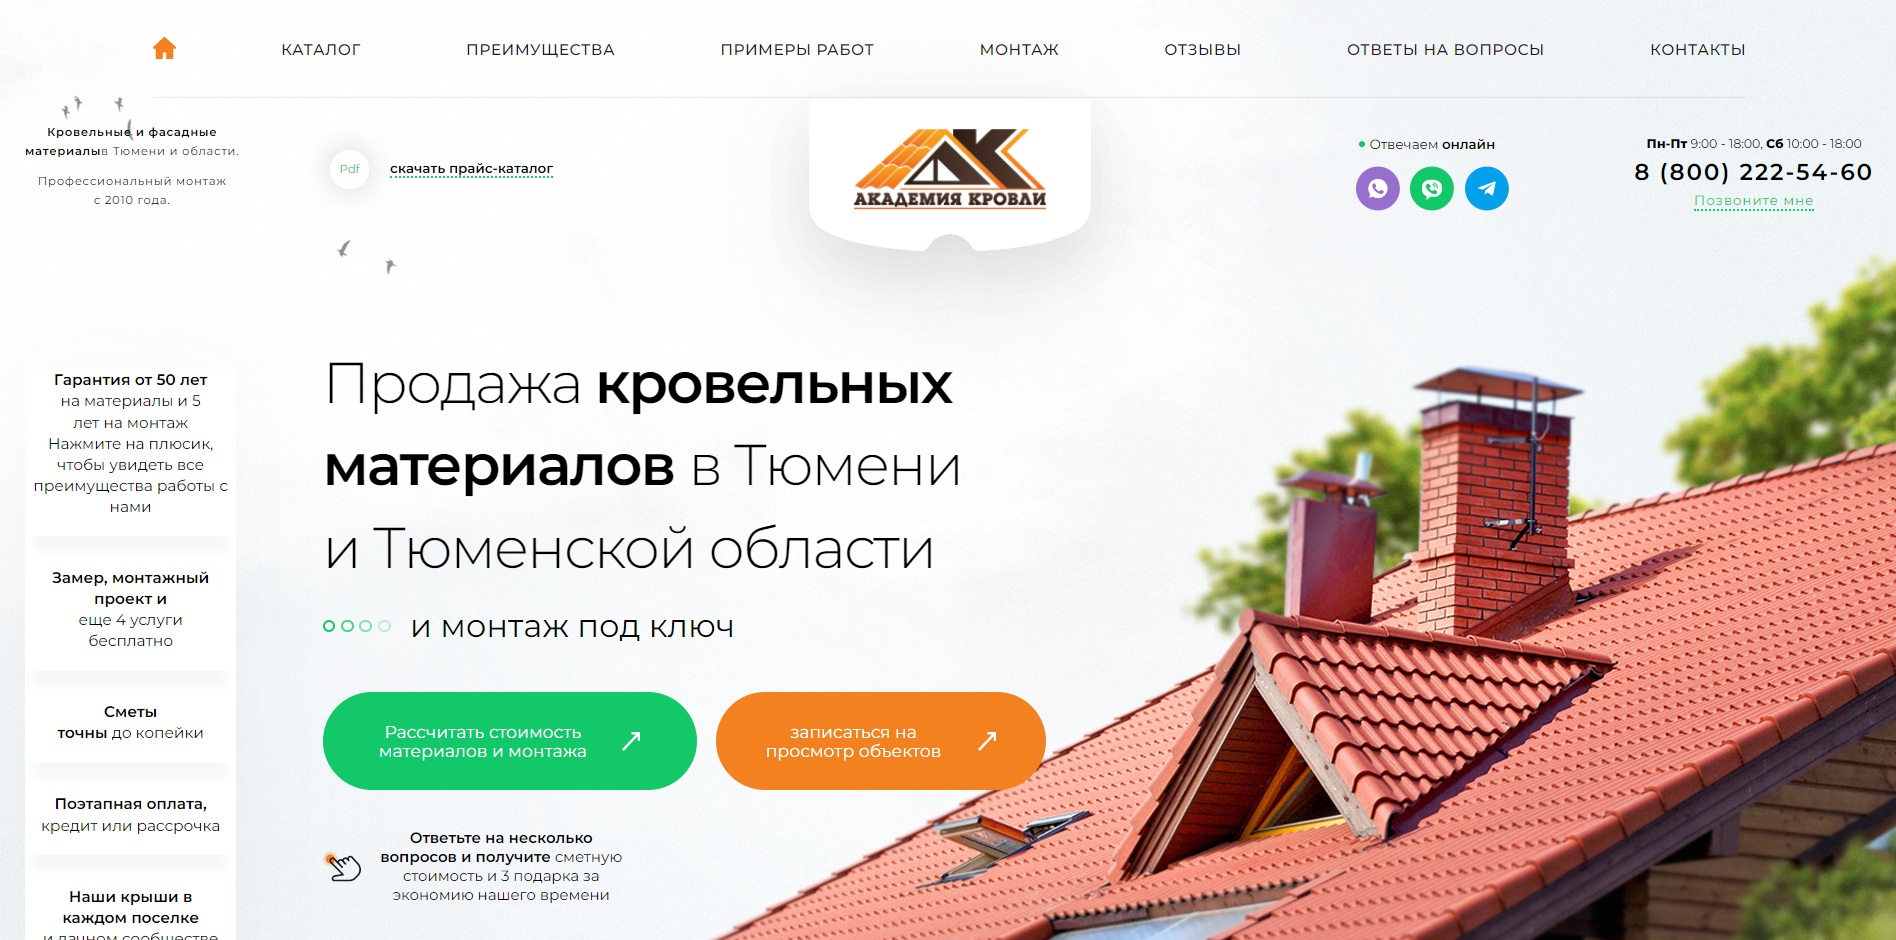 КАТАЛОГ
ПРЕИМУЩЕСТВА
ПРИМЕРЫ РАБОТ
МОНТАЖ
ОТЗЫВЫ
ОТВЕТЫ НА ВОПРОСЫ
КОНТАКТЫ
Кровельные и фасадные
материалыв Тюмени и области.
Профессиональный монтаж
с 2010 года.
Pdf
скачать прайс-каталог
АК
АКАДЕМИЯ КРОВЛИ
Отвечаем онлайн
Пн-Пт 9:00 - 18:00, Сб 10:00 - 18:00
8 (800) 222-54-60
Позвоните мне
Гарантия от 50 лет
на материалы и 5
лет на монтаж
Нажмите на плюсик,
чтобы увидеть все
преимущества работы с
нами
Замер, монтажный
проект и
еще 4 услуги
бесплатно
Сметы
точны до копейки
Поэтапная оплата,
кредит или рассрочка
Наши крыши в
каждом поселке
и дачном сообществе
Продажа кровельных
материалов в Тюмени
и Тюменской области
и монтаж под ключ
Рассчитать стоимость
материалов и монтажа
записаться на
просмотр объектов
Ответьте на несколько
вопросов и получите сметную
стоимость и 3 подарка за
экономию нашего времени